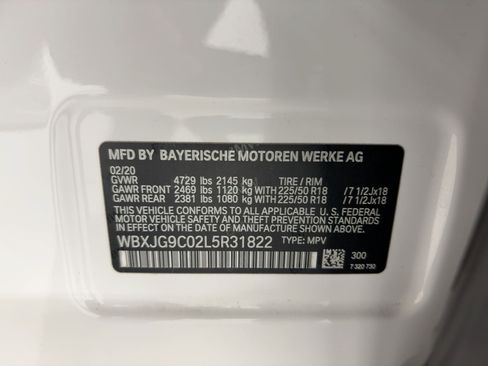 MFD BY BAYERISCHE MOTOREN WERKE AG
02/20
GVWR 4729 lbs 2145 kg TIRE / RIM
GAWR FRONT 2469 lbs 1120 kg WITH 225/50 R18 /7 1/2Jx18
GAWR REAR 2381 lbs 1080 kg WITH 225/50 R18 /7 1/2Jx18
THIS VEHICLE CONFORMS TO ALL APPLICABLE U.S. FEDERAL
MOTOR VEHICLE SAFETY AND THEFT PREVENTION STANDARDS
IN EFFECT ON THE DATE OF MANUFACTURE SHOWN ABOVE.
WBXJG9C02L5R31822 TYPE: MPV
300
7 320 730